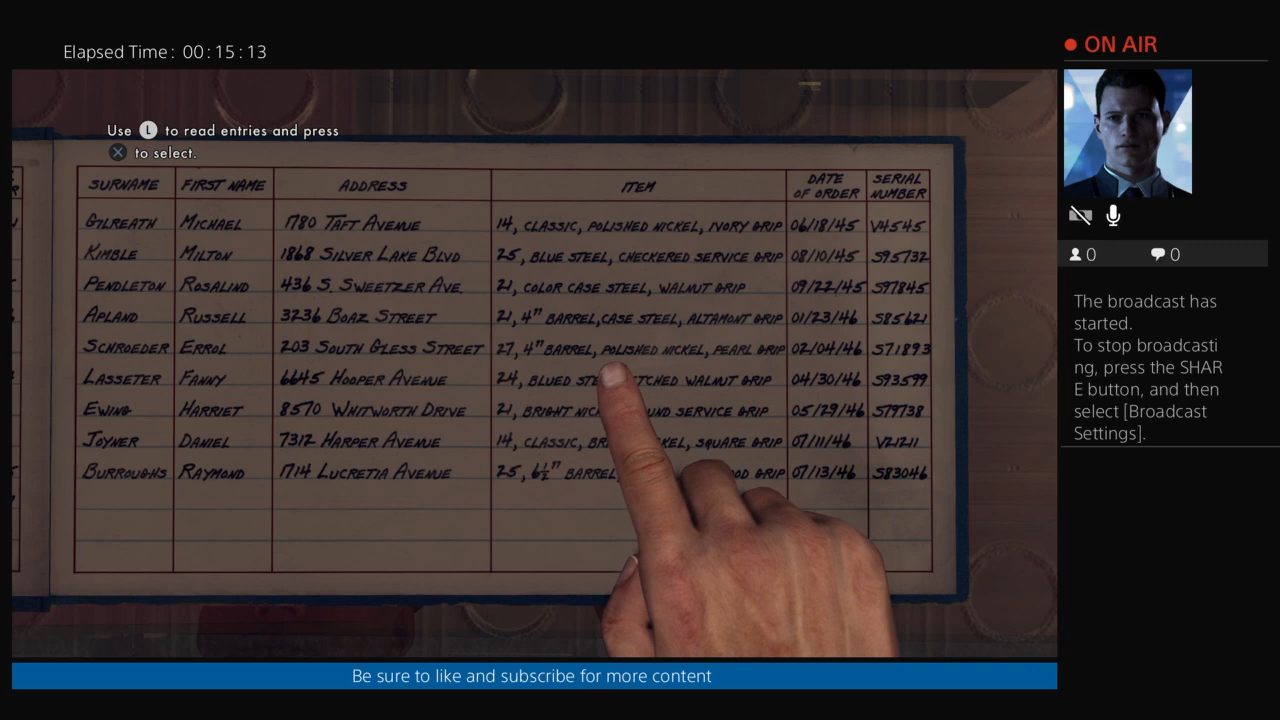 Elapsed Time: 00:15:13
ON AIR
Use L to read entries and press
to select.
SURNAME FIRST NAME ADDRESS ITEM DATE OF ORDER SERIAL NUMBER
GILREATH MICHAEL 1780 TAFT AVENUE 14, CLASSIC, POLISHED NICKEL, IVORY GRIP 06/18/45 V4545
KIMBLE MILTON 1868 SILVER LAKE BLVD 25, BLUE STEEL, CHECKERED SERVICE GRIP 08/10/45 S95732
PENDLETON ROSALIND 436 S. SWEETZER AVE. 21, COLOR CASE STEEL, WALNUT GRIP 09/22/45 S97845
APLAND RUSSELL 3236 BOAZ STREET 21, 4" BARREL, CASE STEEL, ALTAMONT GRIP 01/23/46 S85621
SCHROEDER ERROL 203 SOUTH GLESS STREET 27, 4" BARREL, POLISHED NICKEL, PEARL GRIP 02/04/46 S71893
LASSETER FANNY 6645 HOOPER AVENUE 24, BLUED WALNUT GRIP 04/30/46 S93599
EWING HARRIET 8570 WHITWORTH DRIVE 21, BRIGHT SERVICE GRIP 05/29/46 S79738
JOYNER DANIEL 7312 HARPER AVENUE 14, CLASSIC, SQUARE GRIP 07/11/46 V21211
BURROUGHS RAYMOND 1714 LUCRETIA AVENUE 25, 6½" BARREL GRIP 07/13/46 S83046
0 0
The broadcast has
started.
To stop broadcasti
ng, press the SHAR
E button, and then
select [Broadcast
Settings].
Be sure to like and subscribe for more content